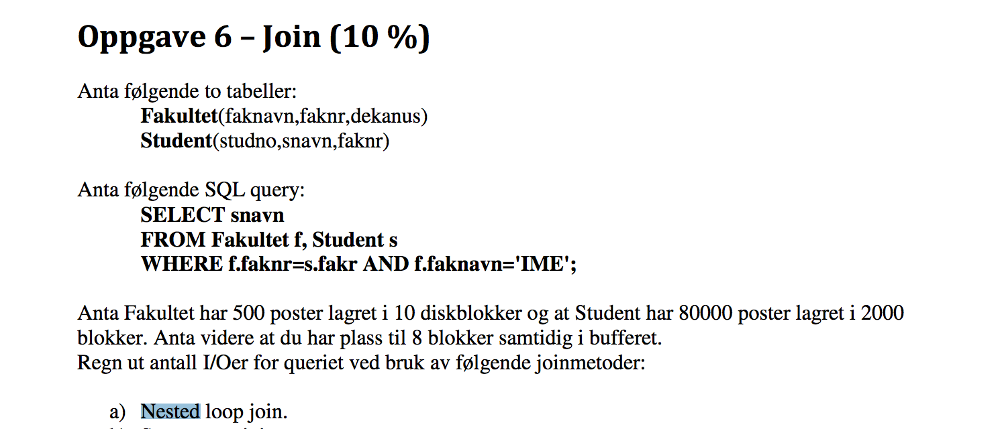 Oppgave 6 – Join (10 %)
Anta følgende to tabeller:
Fakultet(faknavn,faknr,dekanus)
Student(studno,snavn,faknr)
Anta følgende SQL query:
SELECT snavn
FROM Fakultet f, Student s
WHERE f.faknr=s.fakr AND f.faknavn='IME';
Anta Fakultet har 500 poster lagret i 10 diskblokker og at Student har 80000 poster lagret i 2000
blokker. Anta videre at du har plass til 8 blokker samtidig i bufferet.
Regn ut antall I/Oer for queriet ved bruk av følgende joinmetoder:
a) Nested loop join.